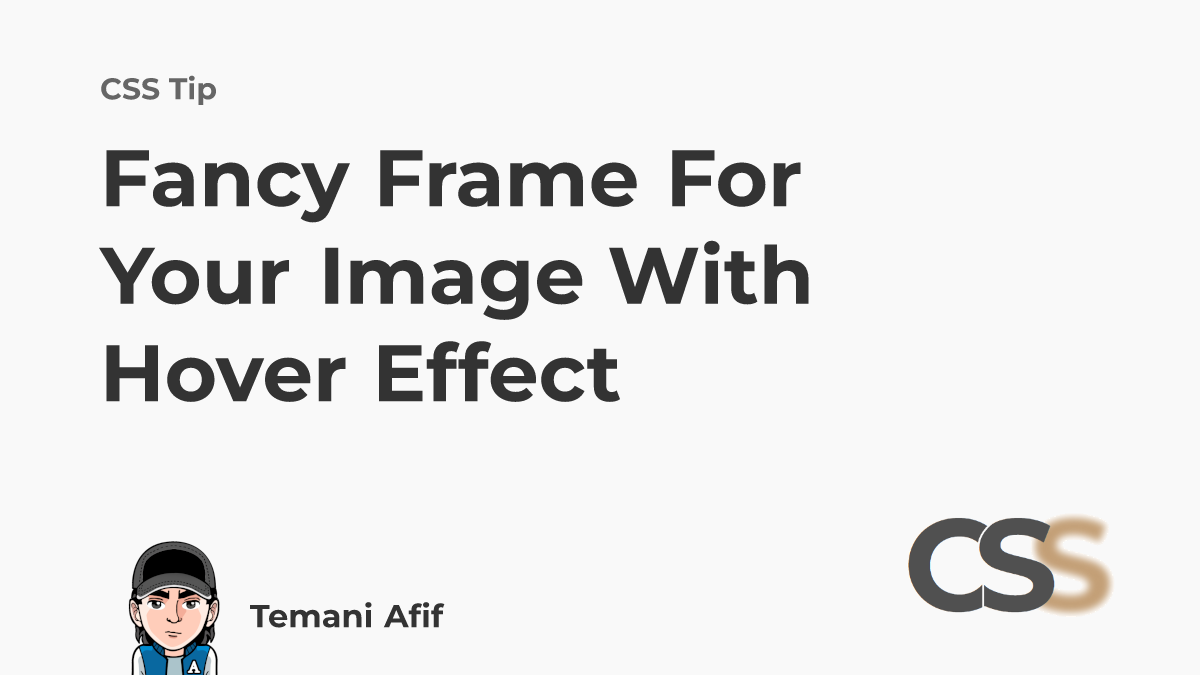 CSS Tip
Fancy Frame For
Your Image With
Hover Effect
A
Temani Afif
CSS